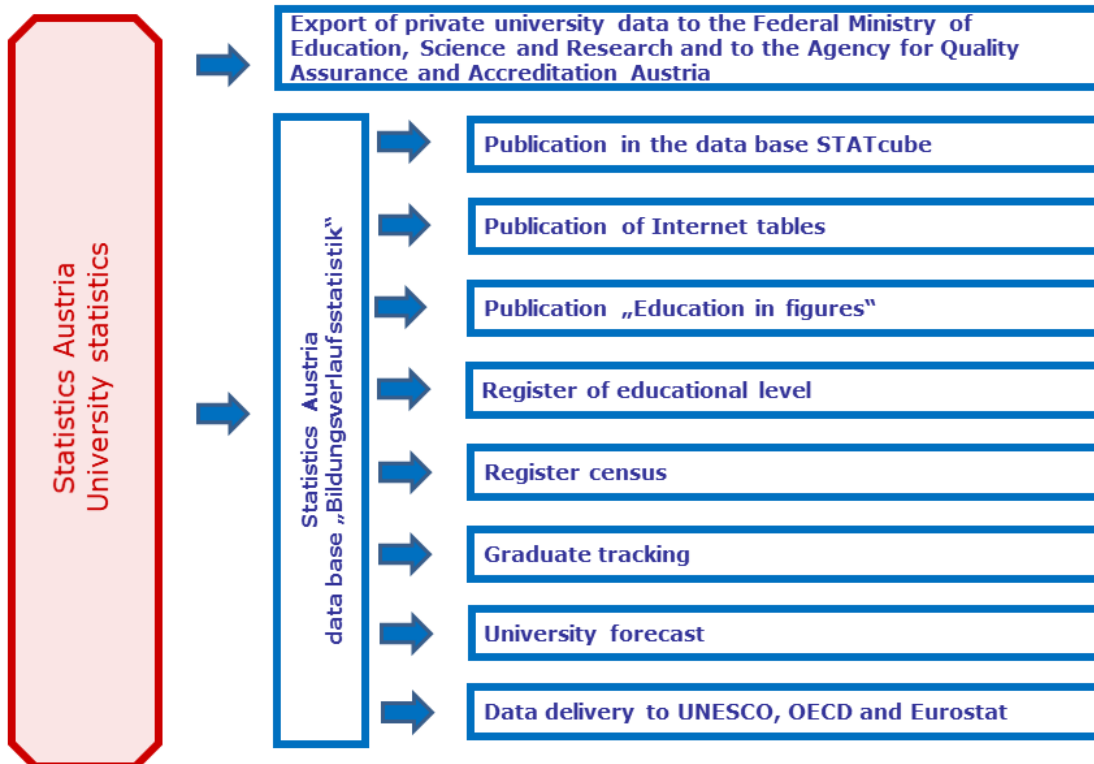 Statistics Austria
University statistics
Export of private university data to the Federal Ministry of
Education, Science and Research and to the Agency for Quality
Assurance and Accreditation Austria
Statistics Austria
data base „Bildungsverlaufsstatistik“
Publication in the data base STATcube
Publication of Internet tables
Publication „Education in figures“
Register of educational level
Register census
Graduate tracking
University forecast
Data delivery to UNESCO, OECD and Eurostat